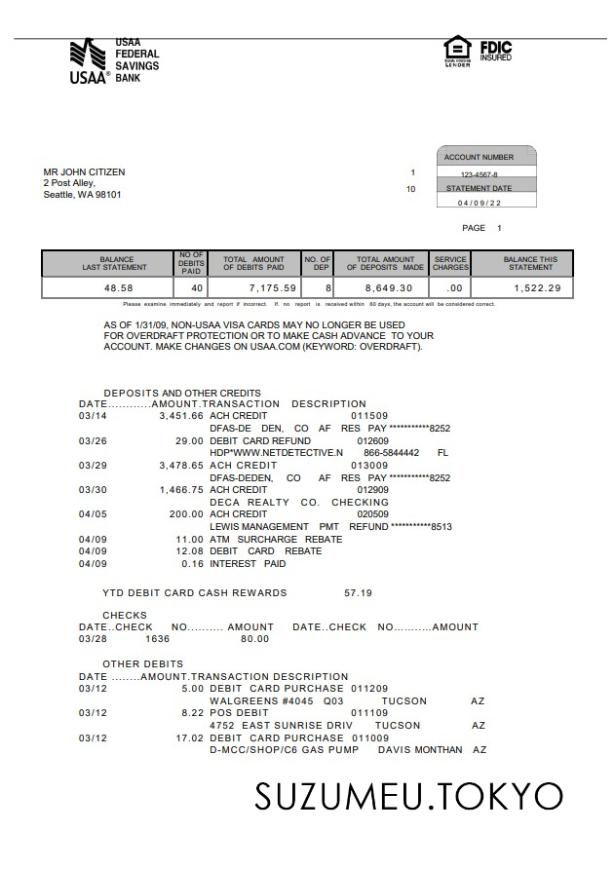 USAA
FEDERAL
SAVINGS
BANK
USAA®
EQUAL HOUSING
LENDER
FDIC
INSURED
MR JOHN CITIZEN
2 Post Alley,
Seattle, WA 98101
1
10
ACCOUNT NUMBER
123-4567-8
STATEMENT DATE
04/09/22
PAGE 1
BALANCE LAST STATEMENT NO OF DEBITS PAID TOTAL AMOUNT OF DEBITS PAID NO. OF DEP TOTAL AMOUNT OF DEPOSITS MADE SERVICE CHARGES BALANCE THIS STATEMENT
48.58 40 7,175.59 8 8,649.30 .00 1,522.29
Please examine immediately and report if incorrect. If no report is received within 60 days, the account will be considered correct.
AS OF 1/31/09, NON-USAA VISA CARDS MAY NO LONGER BE USED
FOR OVERDRAFT PROTECTION OR TO MAKE CASH ADVANCE TO YOUR
ACCOUNT. MAKE CHANGES ON USAA.COM (KEYWORD: OVERDRAFT).
DEPOSITS AND OTHER CREDITS
DATE............AMOUNT.TRANSACTION DESCRIPTION
03/14 3,451.66 ACH CREDIT 011509
DFAS-DE DEN, CO AF RES PAY ***********8252
03/26 29.00 DEBIT CARD REFUND 012609
HDP*WWW.NETDETECTIVE.N 866-5844442 FL
03/29 3,478.65 ACH CREDIT 013009
DFAS-DEDEN, CO AF RES PAY ***********8252
03/30 1,466.75 ACH CREDIT 012909
DECA REALTY CO. CHECKING
04/05 200.00 ACH CREDIT 020509
LEWIS MANAGEMENT PMT REFUND ***********8513
04/09 11.00 ATM SURCHARGE REBATE
04/09 12.08 DEBIT CARD REBATE
04/09 0.16 INTEREST PAID
YTD DEBIT CARD CASH REWARDS 57.19
CHECKS
DATE..CHECK NO.......... AMOUNT DATE..CHECK NO...........AMOUNT
03/28 1636 80.00
OTHER DEBITS
DATE ........AMOUNT.TRANSACTION DESCRIPTION
03/12 5.00 DEBIT CARD PURCHASE 011209
WALGREENS #4045 Q03 TUCSON AZ
03/12 8.22 POS DEBIT 011109
4752 EAST SUNRISE DRIV TUCSON AZ
03/12 17.02 DEBIT CARD PURCHASE 011009
D-MCC/SHOP/C6 GAS PUMP DAVIS MONTHAN AZ
SUZUMEU.TOKYO